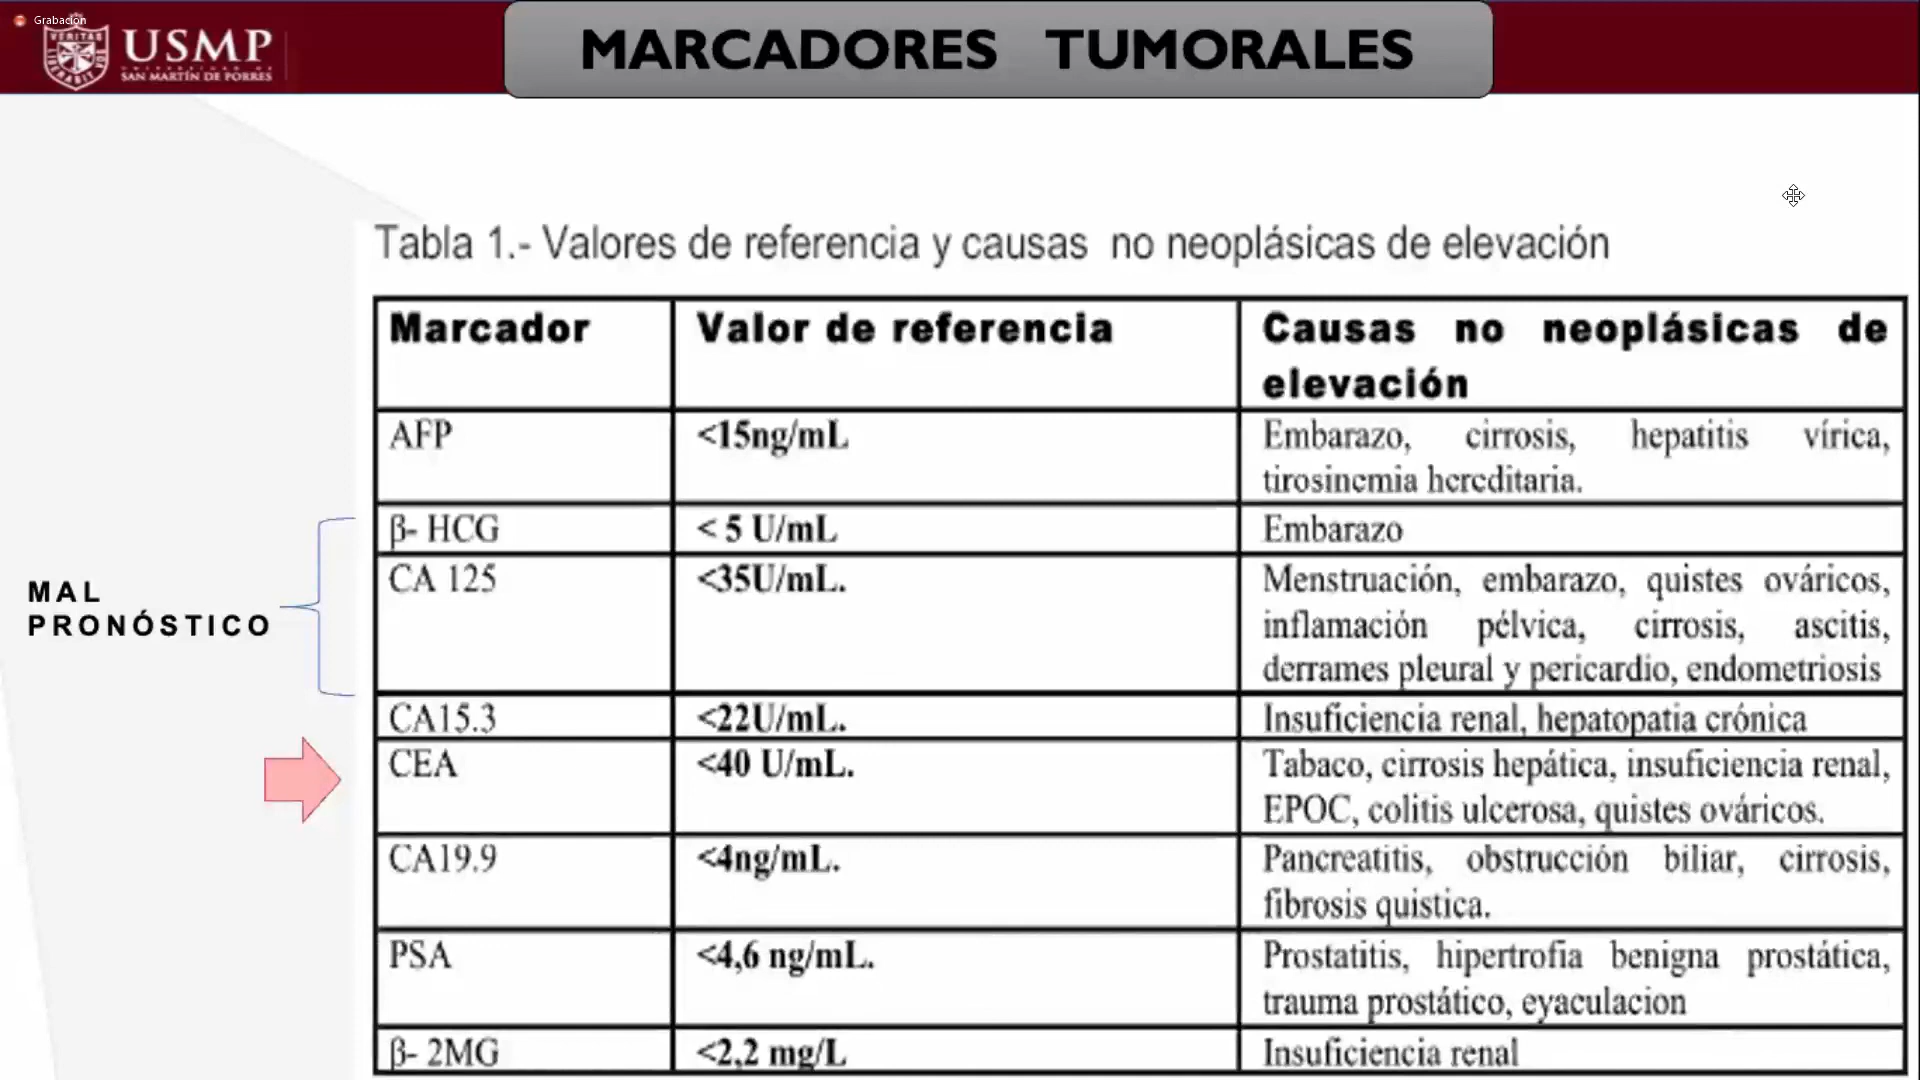 Grabación
VERITAS
USMP
UNIVERSIDAD DE
SAN MARTÍN DE PORRES
MARCADORES TUMORALES
Tabla 1.- Valores de referencia y causas no neoplásicas de elevación
Marcador Valor de referencia Causas no neoplásicas de
elevación
AFP <15ng/mL Embarazo, cirrosis, hepatitis vírica,
tirosinemia hereditaria.
β- HCG < 5 U/mL Embarazo
CA 125 <35U/mL. Menstruación, embarazo, quistes ováricos,
inflamación pélvica, cirrosis, ascitis,
derrames pleural y pericardio, endometriosis
MAL
PRONÓSTICO
CA15.3 <22U/mL. Insuficiencia renal, hepatopatia crónica
CEA <40 U/mL. Tabaco, cirrosis hepática, insuficiencia renal,
EPOC, colitis ulcerosa, quistes ováricos.
CA19.9 <4ng/mL. Pancreatitis, obstrucción biliar, cirrosis,
fibrosis quistica.
PSA <4,6 ng/mL. Prostatitis, hipertrofia benigna prostática,
trauma prostático, eyaculacion
β- 2MG <2,2 mg/L Insuficiencia renal